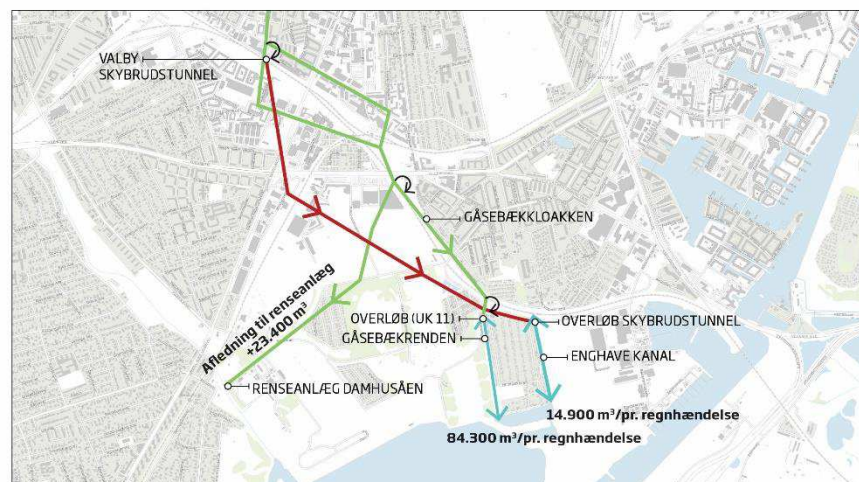 VALBY
SKYBRUDSTUNNEL
GÅSEBÆKKLOAKKEN
Afledning til renseanlæg
+23.400 m³
OVERLØB (UK 11)
GÅSEBÆKRENDEN
OVERLØB SKYBRUDSTUNNEL
ENGHAVE KANAL
RENSEANLÆG DAMHUSÅEN
14.900 m³/pr. regnhændelse
84.300 m³/pr. regnhændelse